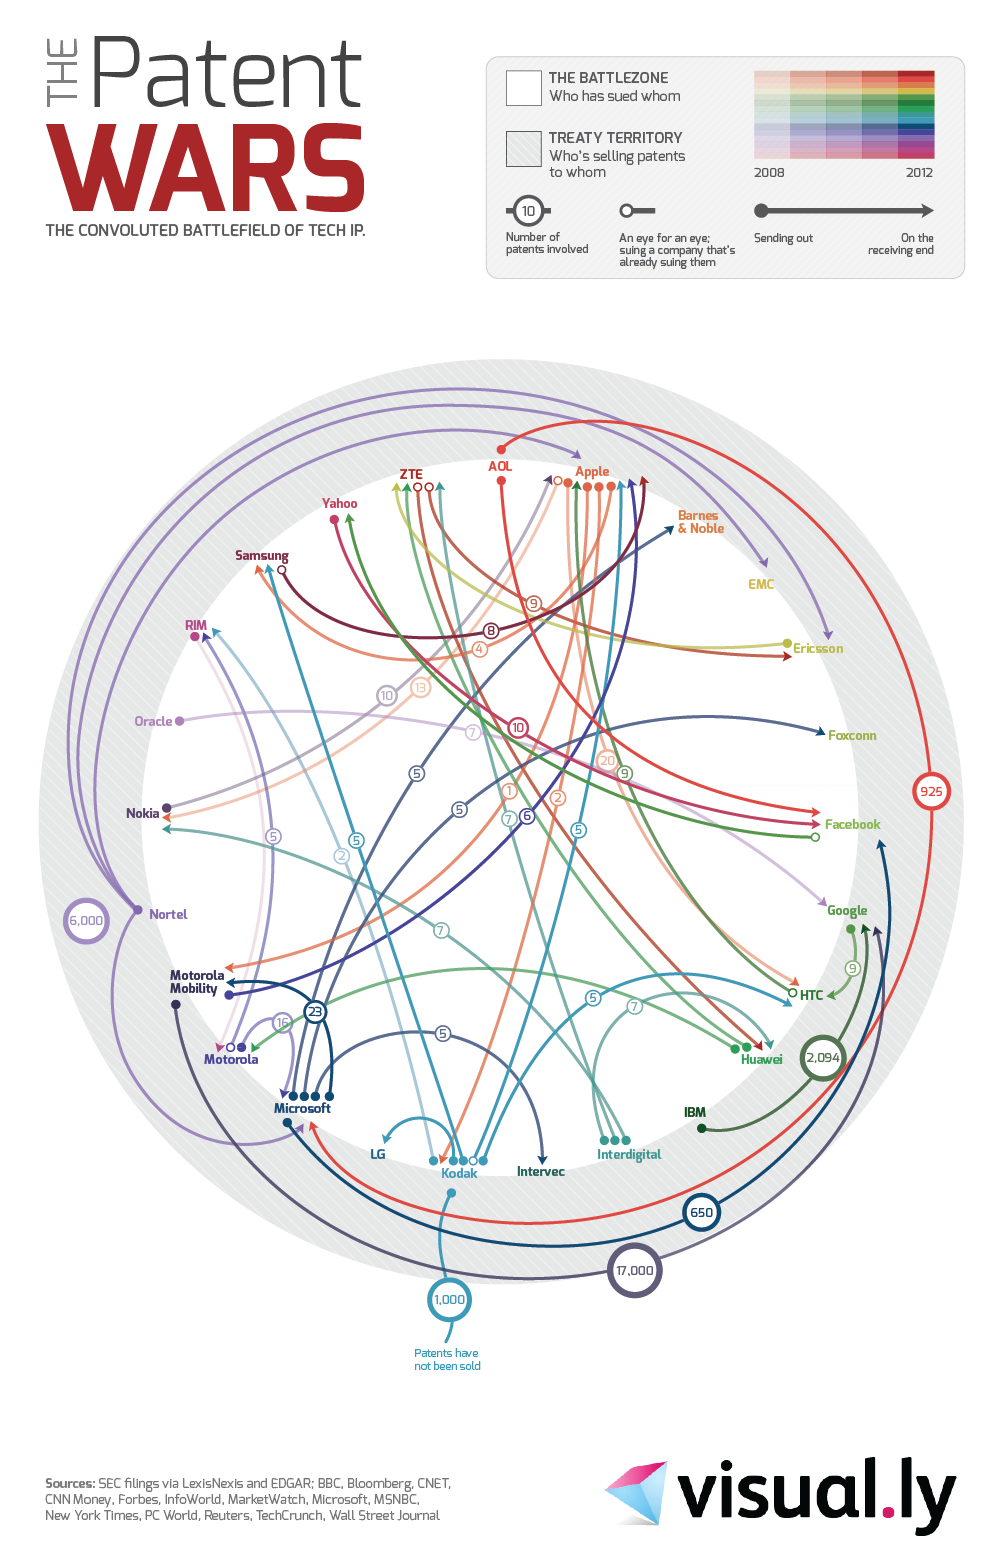 THE Patent
WARS
THE CONVOLUTED BATTLEFIELD OF TECH IP.
THE BATTLEZONE
Who has sued whom
TREATY TERRITORY
Who's selling patents
to whom
2008
2012
10
Number of
patents involved
An eye for an eye;
suing a company that's
already suing them
Sending out
On the
receiving end
AOL
ZTE
Apple
Yahoo
Barnes
& Noble
Samsung
EMC
9
RIM
8
4
Ericsson
13
10
Oracle
7
10
Foxconn
20
5
9
925
1
2
Nokia
5
7
6
Facebook
5
5
5
2
6,000
Nortel
Google
7
Motorola
Mobility
9
HTC
5
7
23
16
5
Motorola
Huawei
2,094
Microsoft
IBM
LG
Kodak
Intervec
Interdigital
650
17,000
1,000
Patents have
not been sold
Sources: SEC filings via LexisNexis and EDGAR; BBC, Bloomberg, CNET,
CNN Money, Forbes, InfoWorld, MarketWatch, Microsoft, MSNBC,
New York Times, PC World, Reuters, TechCrunch, Wall Street Journal
visual.ly